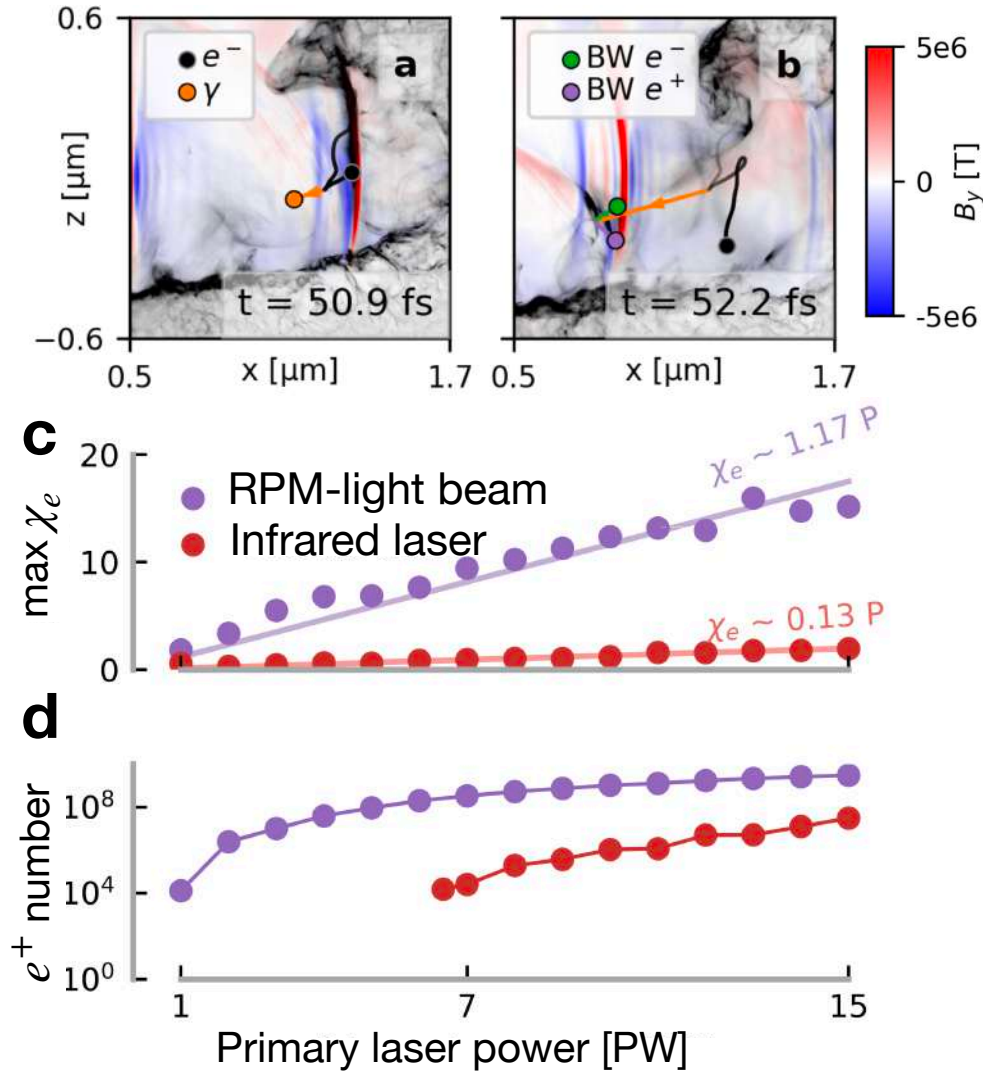 0.6
z [μm]
−0.6
e⁻
γ
a
t = 50.9 fs
0.5
x [μm]
1.7
BW e⁻
BW e⁺
b
t = 52.2 fs
0.5
x [μm]
1.7
5e6
0
-5e6
B_y [T]
c
20
10
0
max χ_e
RPM-light beam
Infrared laser
χ_e ~ 1.17 P
χ_e ~ 0.13 P
d
10⁸
10⁴
10⁰
e⁺ number
1
7
15
Primary laser power [PW]